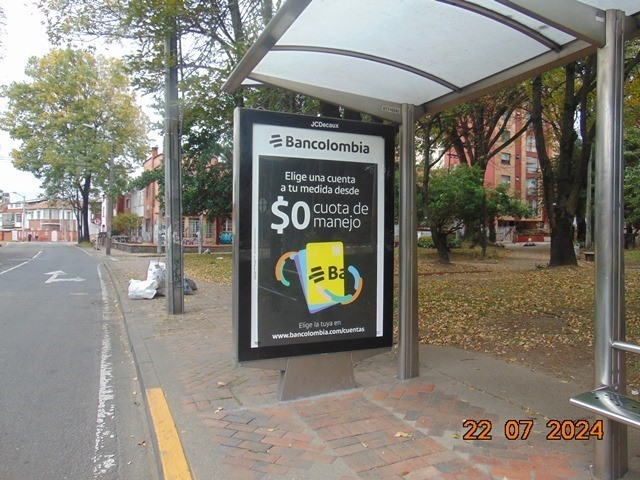 JCDecaux
Bancolombia
Elige una cuenta
a tu medida desde
$0 cuota de
manejo
Ba
Elige la tuya en
www.bancolombia.com/cuentas
22 07 2024